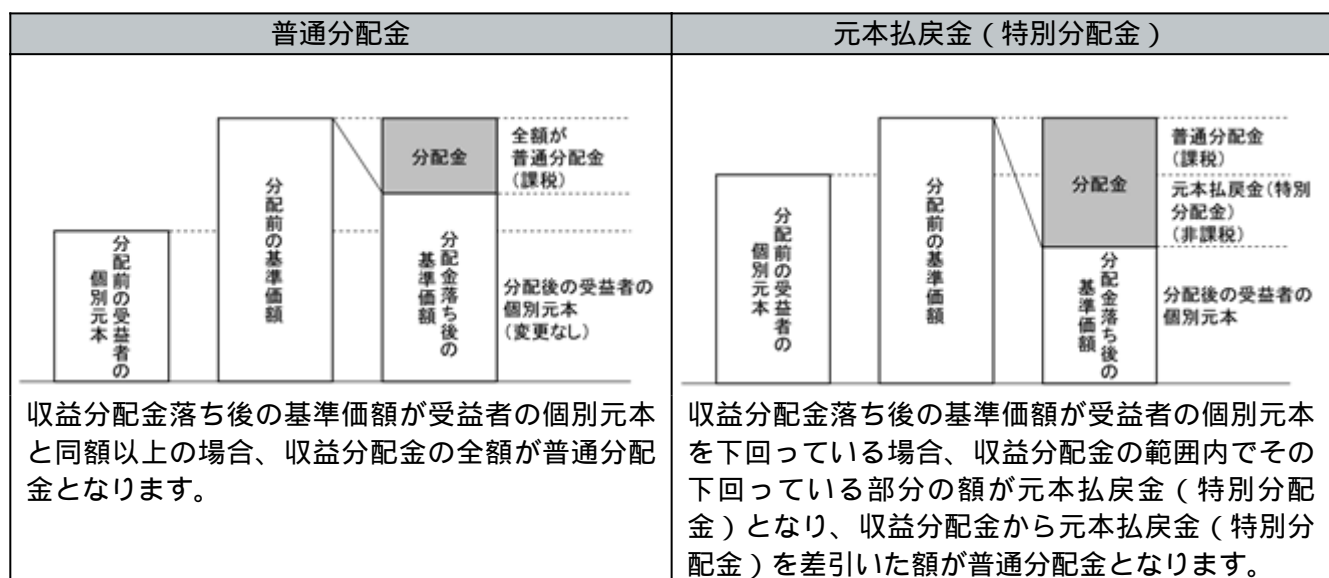 普通分配金
分配前の受益者の
個別元本
分配前の基準価額
分配金
分配金落ち後の
基準価額
全額が
普通分配金
(課税)
分配後の受益者の
個別元本
(変更なし)
収益分配金落ち後の基準価額が受益者の個別元本
と同額以上の場合、収益分配金の全額が普通分配
金となります。
元本払戻金(特別分配金)
分配前の受益者の
個別元本
分配前の基準価額
分配金
分配金落ち後の
基準価額
普通分配金
(課税)
元本払戻金(特別
分配金)
(非課税)
分配後の受益者の
個別元本
収益分配金落ち後の基準価額が受益者の個別元本
を下回っている場合、収益分配金の範囲内でその
下回っている部分の額が元本払戻金(特別分配
金)となり、収益分配金から元本払戻金(特別分
配金)を差引いた額が普通分配金となります。